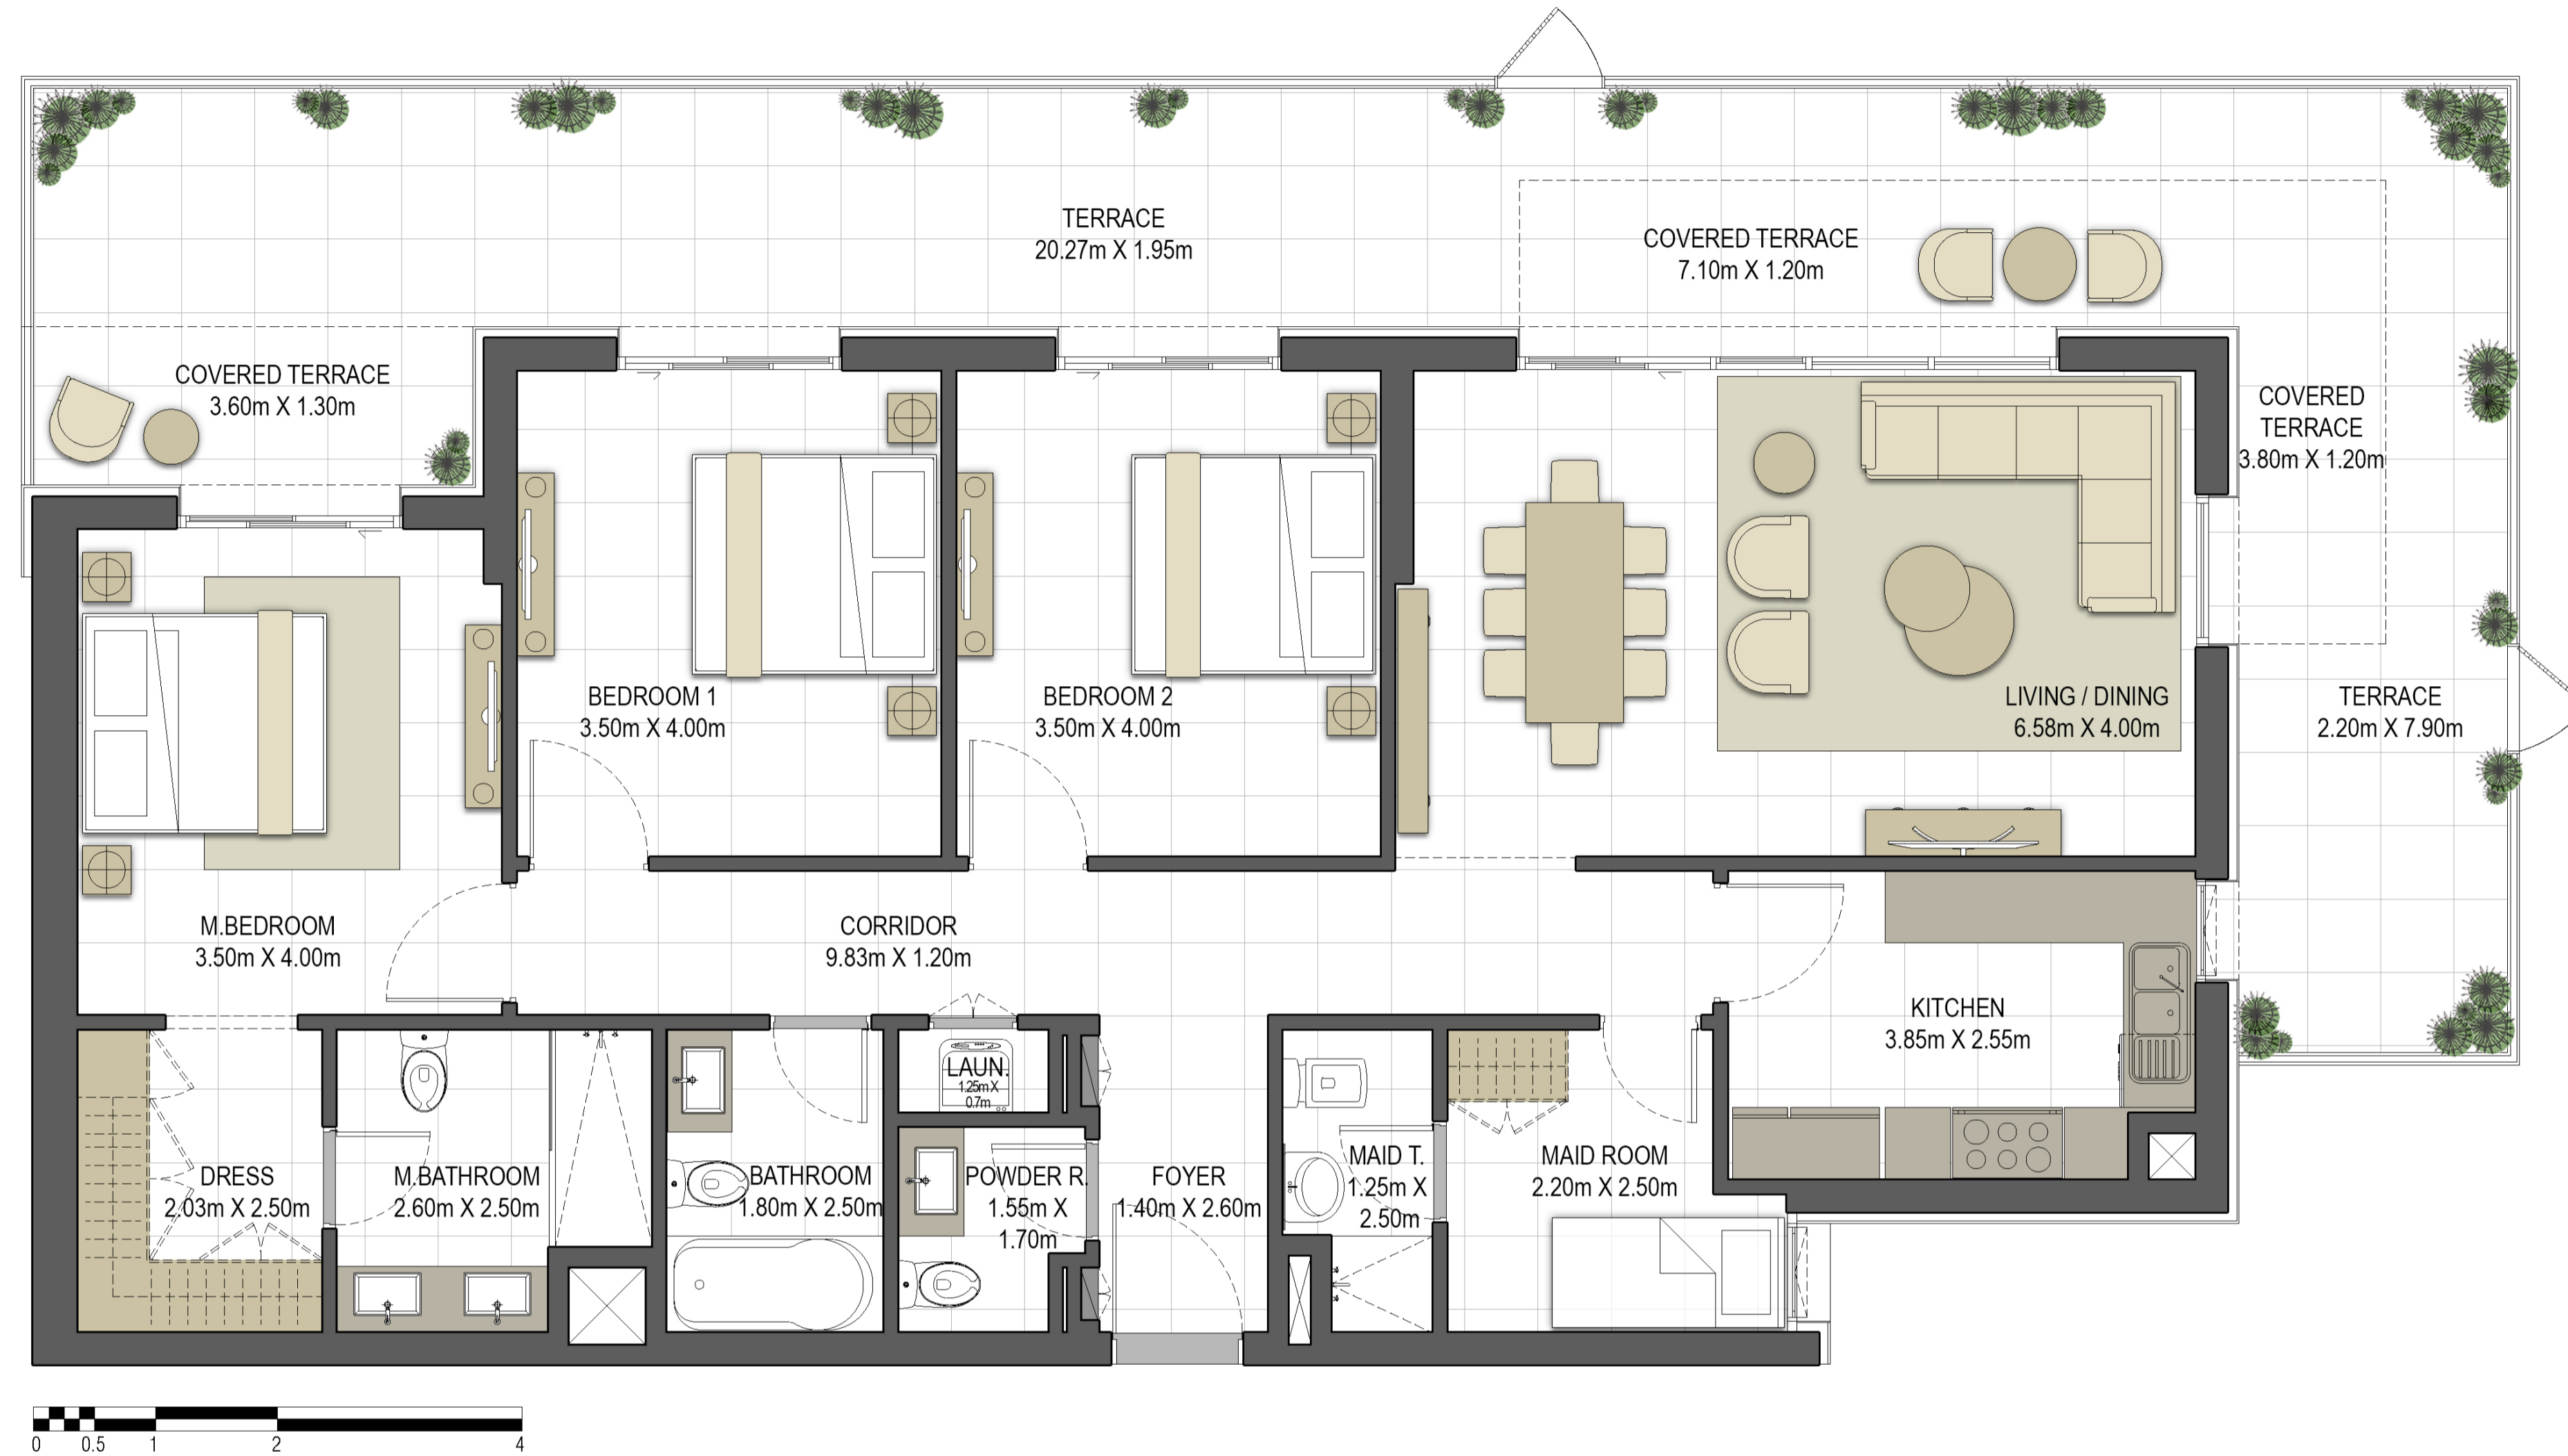 TERRACE
20.27m X 1.95m
COVERED TERRACE
7.10m X 1.20m
COVERED TERRACE
3.60m X 1.30m
COVERED
TERRACE
3.80m X 1.20m
BEDROOM 1
3.50m X 4.00m
BEDROOM 2
3.50m X 4.00m
LIVING / DINING
6.58m X 4.00m
TERRACE
2.20m X 7.90m
M.BEDROOM
3.50m X 4.00m
CORRIDOR
9.83m X 1.20m
KITCHEN
3.85m X 2.55m
LAUN.
1.25m X
0.7m
DRESS
2.03m X 2.50m
M.BATHROOM
2.60m X 2.50m
BATHROOM
1.80m X 2.50m
POWDER R.
1.55m X
1.70m
FOYER
1.40m X 2.60m
MAID T.
1.25m X
2.50m
MAID ROOM
2.20m X 2.50m
0 0.5 1 2 4